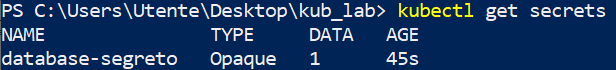 PS C:\Users\Utente\Desktop\kub_lab> kubectl get secrets
NAME TYPE DATA AGE
database-segreto Opaque 1 45s